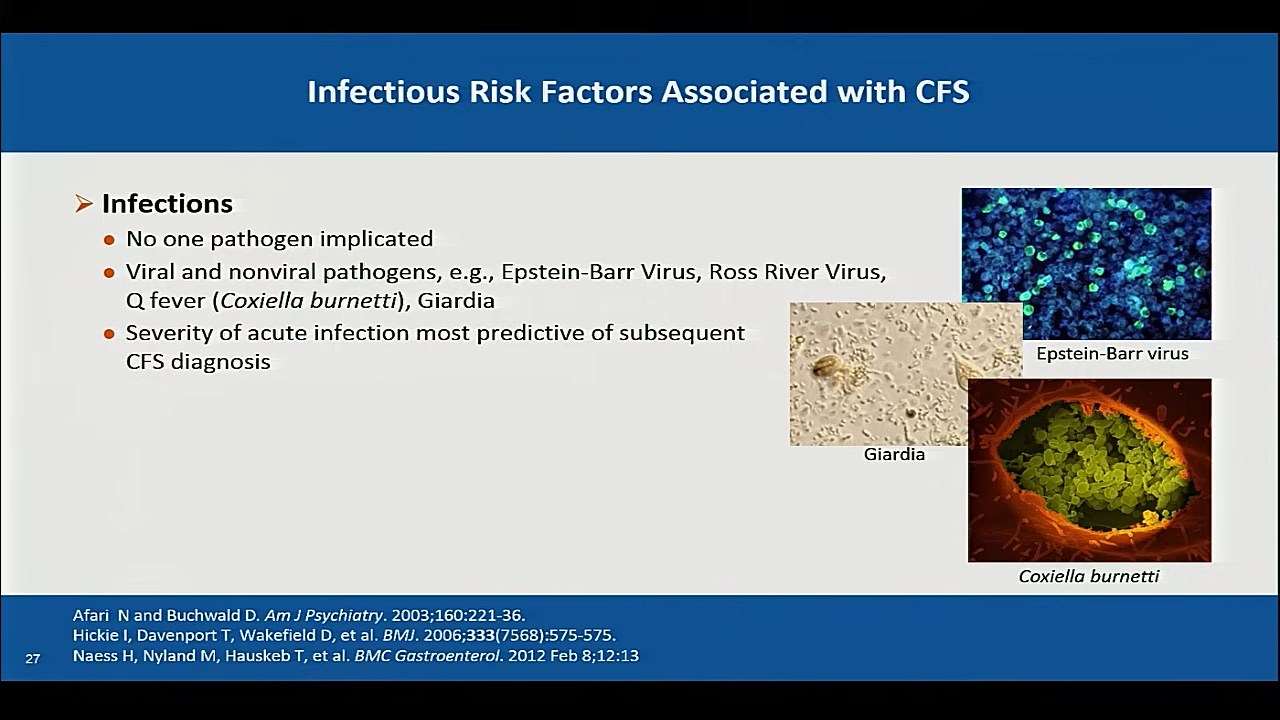 Infectious Risk Factors Associated with CFS
Infections
No one pathogen implicated
Viral and nonviral pathogens, e.g., Epstein-Barr Virus, Ross River Virus,
Q fever (Coxiella burnetti), Giardia
Severity of acute infection most predictive of subsequent
CFS diagnosis
Epstein-Barr virus
Giardia
Coxiella burnetti
Afari N and Buchwald D. Am J Psychiatry. 2003;160:221-36.
Hickie I, Davenport T, Wakefield D, et al. BMJ. 2006;333(7568):575-575.
Naess H, Nyland M, Hauskeb T, et al. BMC Gastroenterol. 2012 Feb 8;12:13
27